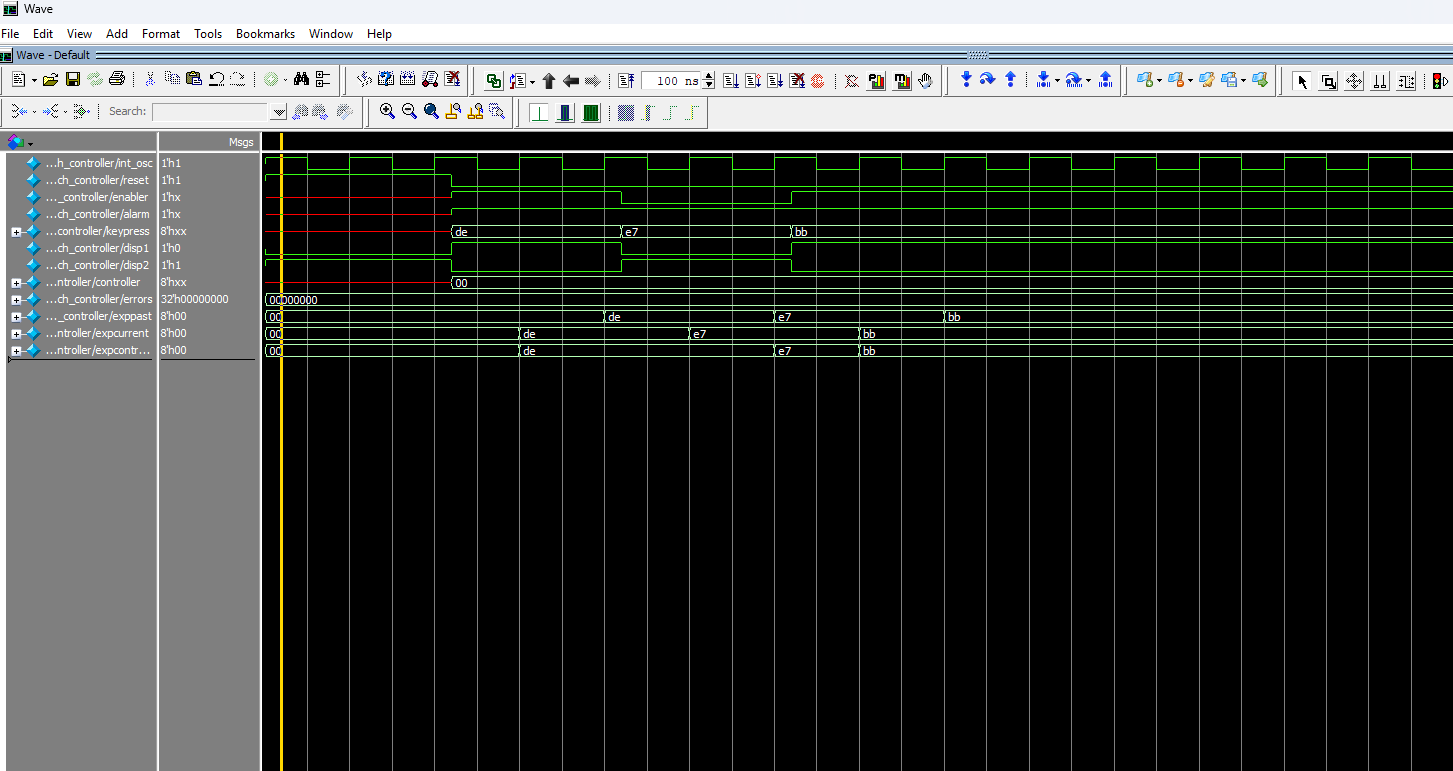 Wave
File Edit View Add Format Tools Bookmarks Window Help
Wave - Default
100 ns
Search:
Msgs
...h_controller/int_osc 1'h1
...ch_controller/reset 1'h1
..._controller/enabler 1'hx
...ch_controller/alarm 1'hx
...controller/keypress 8'hxx de e7 bb
...ch_controller/disp1 1'h0
...ch_controller/disp2 1'h1
...ntroller/controller 8'hxx 00
...ch_controller/errors 32'h00000000 00000000
..._controller/exppast 8'h00 00 de e7 bb
...ntroller/expcurrent 8'h00 00 de e7 bb
...ntroller/expcontr... 8'h00 00 de e7 bb